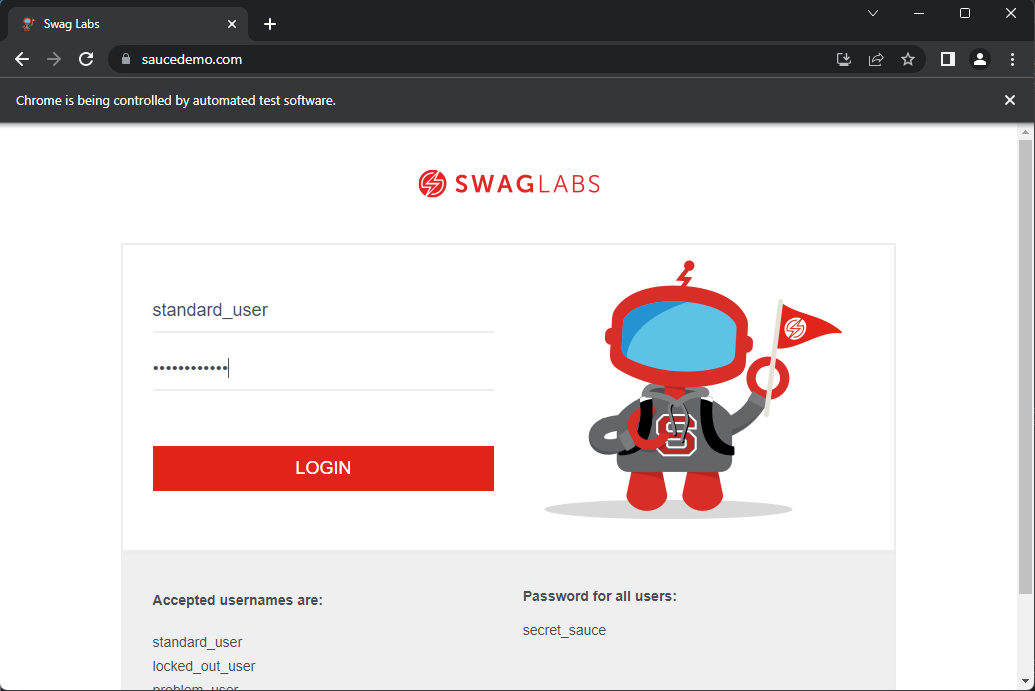 Swag Labs
saucedemo.com
Chrome is being controlled by automated test software.
SWAGLABS
standard_user
••••••••••••
S
LOGIN
Accepted usernames are:
standard_user
locked_out_user
problem_user
Password for all users:
secret_sauce